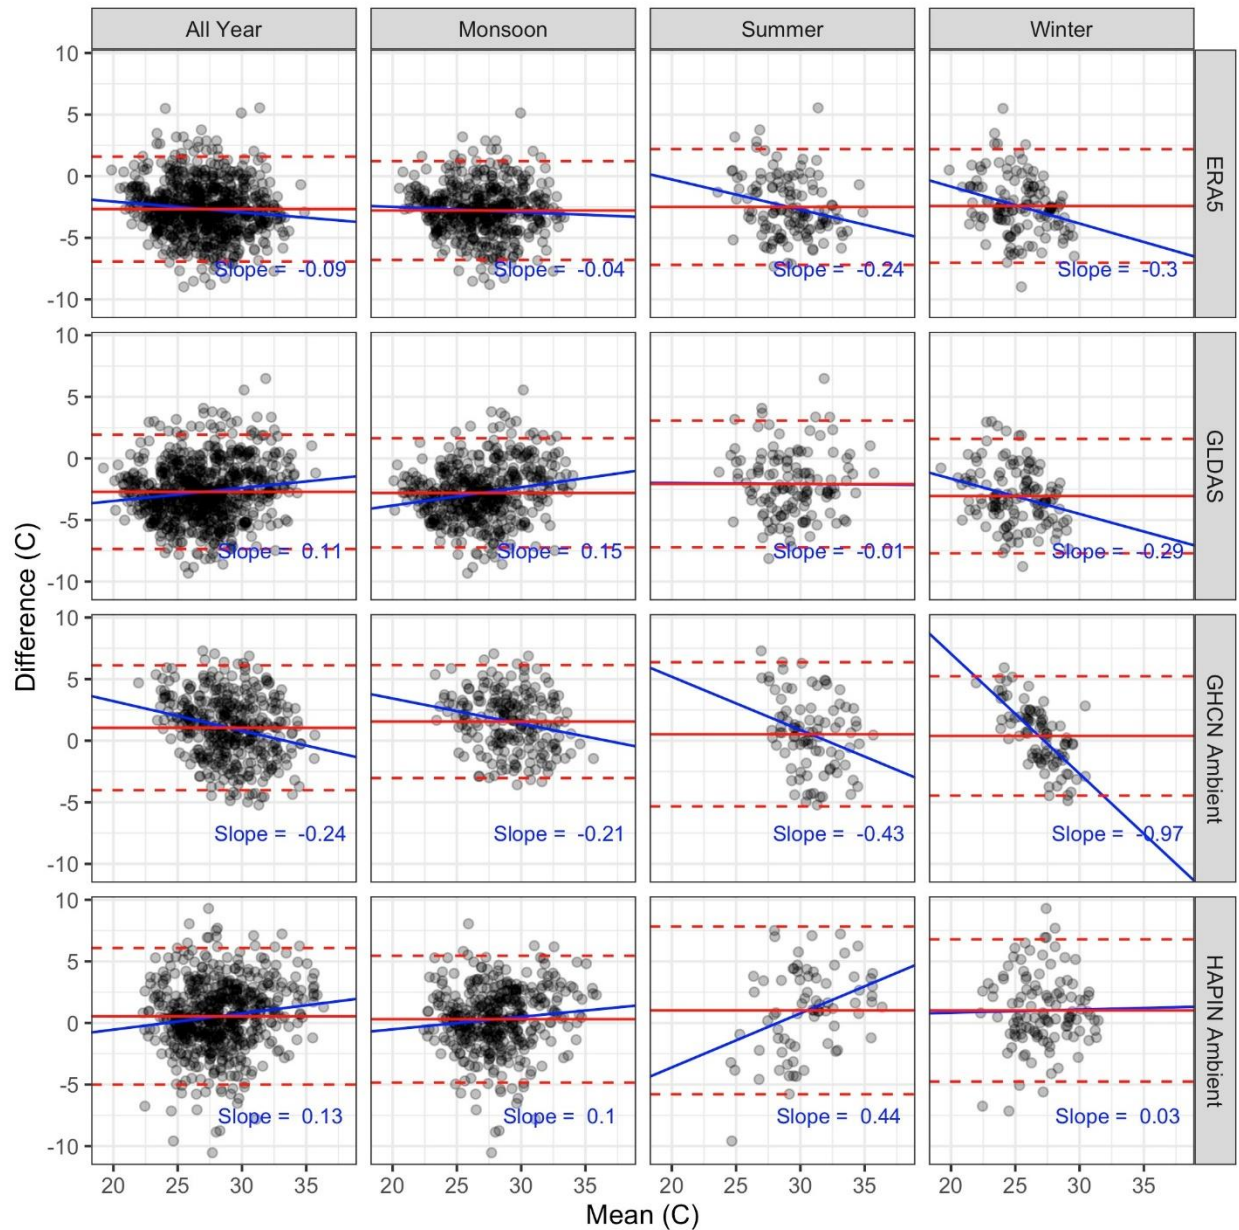 All Year Monsoon Summer Winter
10
5
0
-5
-10
Slope = -0.09 Slope = -0.04 Slope = -0.24 Slope = -0.3
ERA5
10
5
0
-5
-10
Slope = 0.11 Slope = 0.15 Slope = -0.01 Slope = -0.29
GLDAS
Difference (C)
10
5
0
-5
-10
Slope = -0.24 Slope = -0.21 Slope = -0.43 Slope = -0.97
GHCN Ambient
10
5
0
-5
-10
Slope = 0.13 Slope = 0.1 Slope = 0.44 Slope = 0.03
HAPIN Ambient
20 25 30 35 20 25 30 35 20 25 30 35 20 25 30 35
Mean (C)